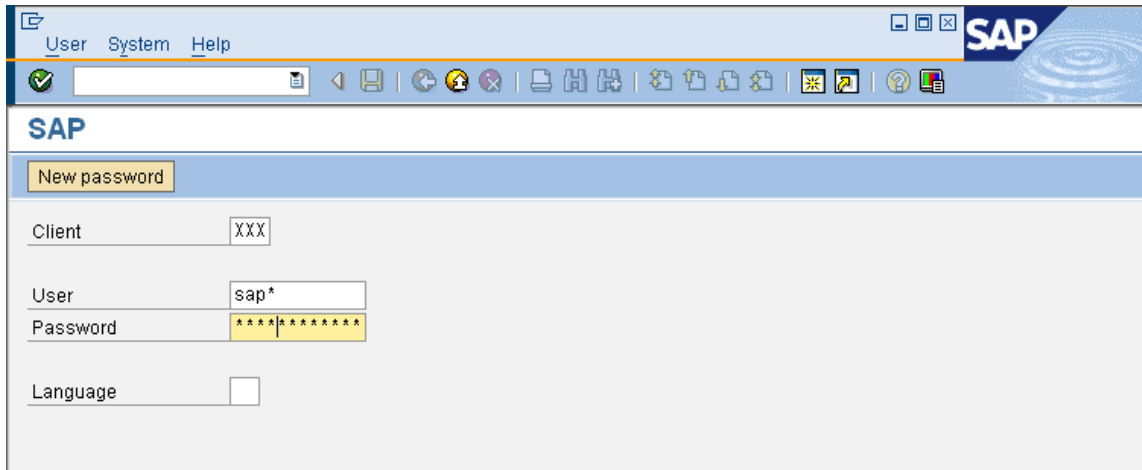 User System Help
SAP
SAP
New password
Client XXX
User sap*
Password ************
Language